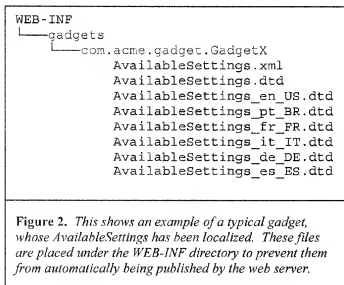 WEB-INF
└───gadgets
    └───com.acme.gadget.GadgetX
            AvailableSettings.xml
            AvailableSettings.dtd
            AvailableSettings_en_US.dtd
            AvailableSettings_pt_BR.dtd
            AvailableSettings_fr_FR.dtd
            AvailableSettings_it_IT.dtd
            AvailableSettings_de_DE.dtd
            AvailableSettings_es_ES.dtd
Figure 2. This shows an example of a typical gadget,
whose AvailableSettings has been localized. These files
are placed under the WEB-INF directory to prevent them
from automatically being published by the web server.